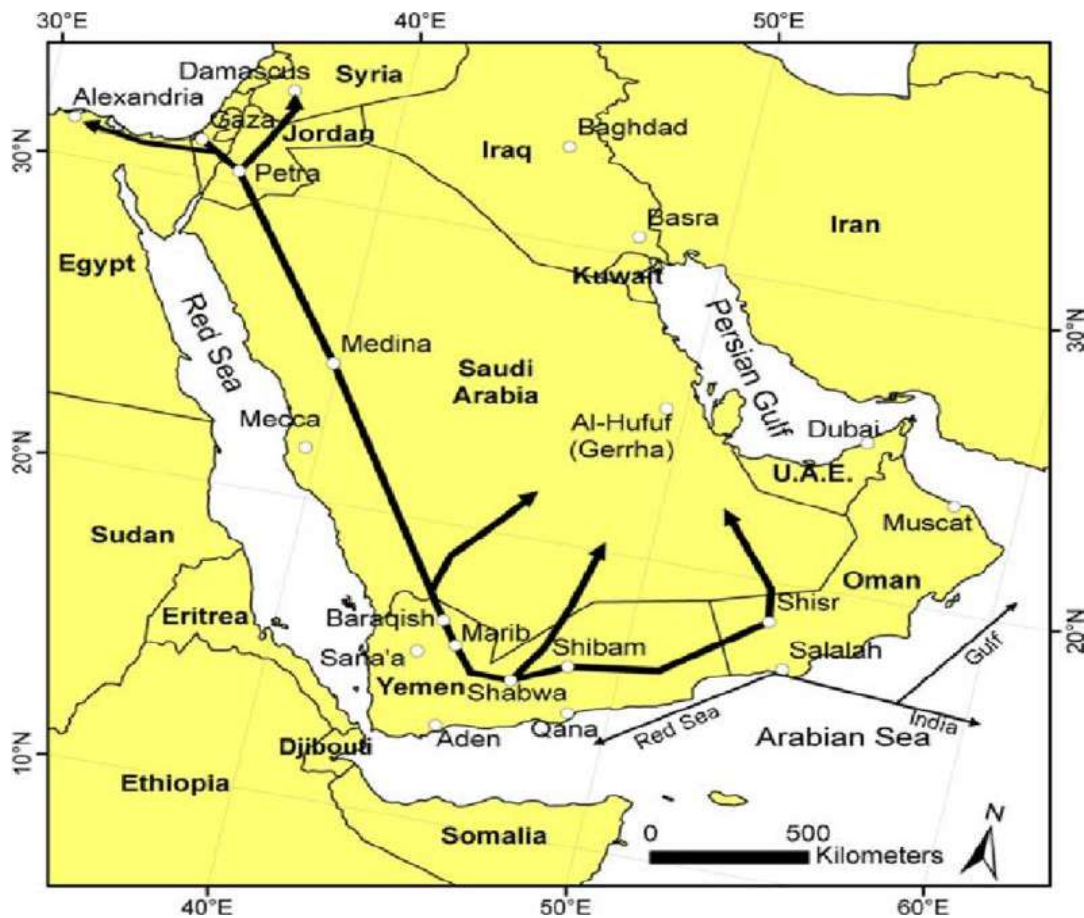 30°E
40°E
50°E
Damascus
Syria
Alexandria
Gaza
Jordan
Baghdad
30°N
Iraq
Petra
Basra
Iran
Egypt
Kuwait
Red Sea
Persian Gulf
30°N
Medina
Saudi
Arabia
Mecca
Al-Hufuf
(Gerrha)
Dubai
20°N
U.A.E.
Muscat
Sudan
Oman
Eritrea
Shisr
Baraqish
Marib
20°N
Sana'a
Shibam
Salalah
Gulf
Yemen
Shabwa
Qana
Red Sea
India
Aden
Arabian Sea
10°N
Djibouti
Ethiopia
Somalia
N
0
500
Kilometers
40°E
50°E
60°E